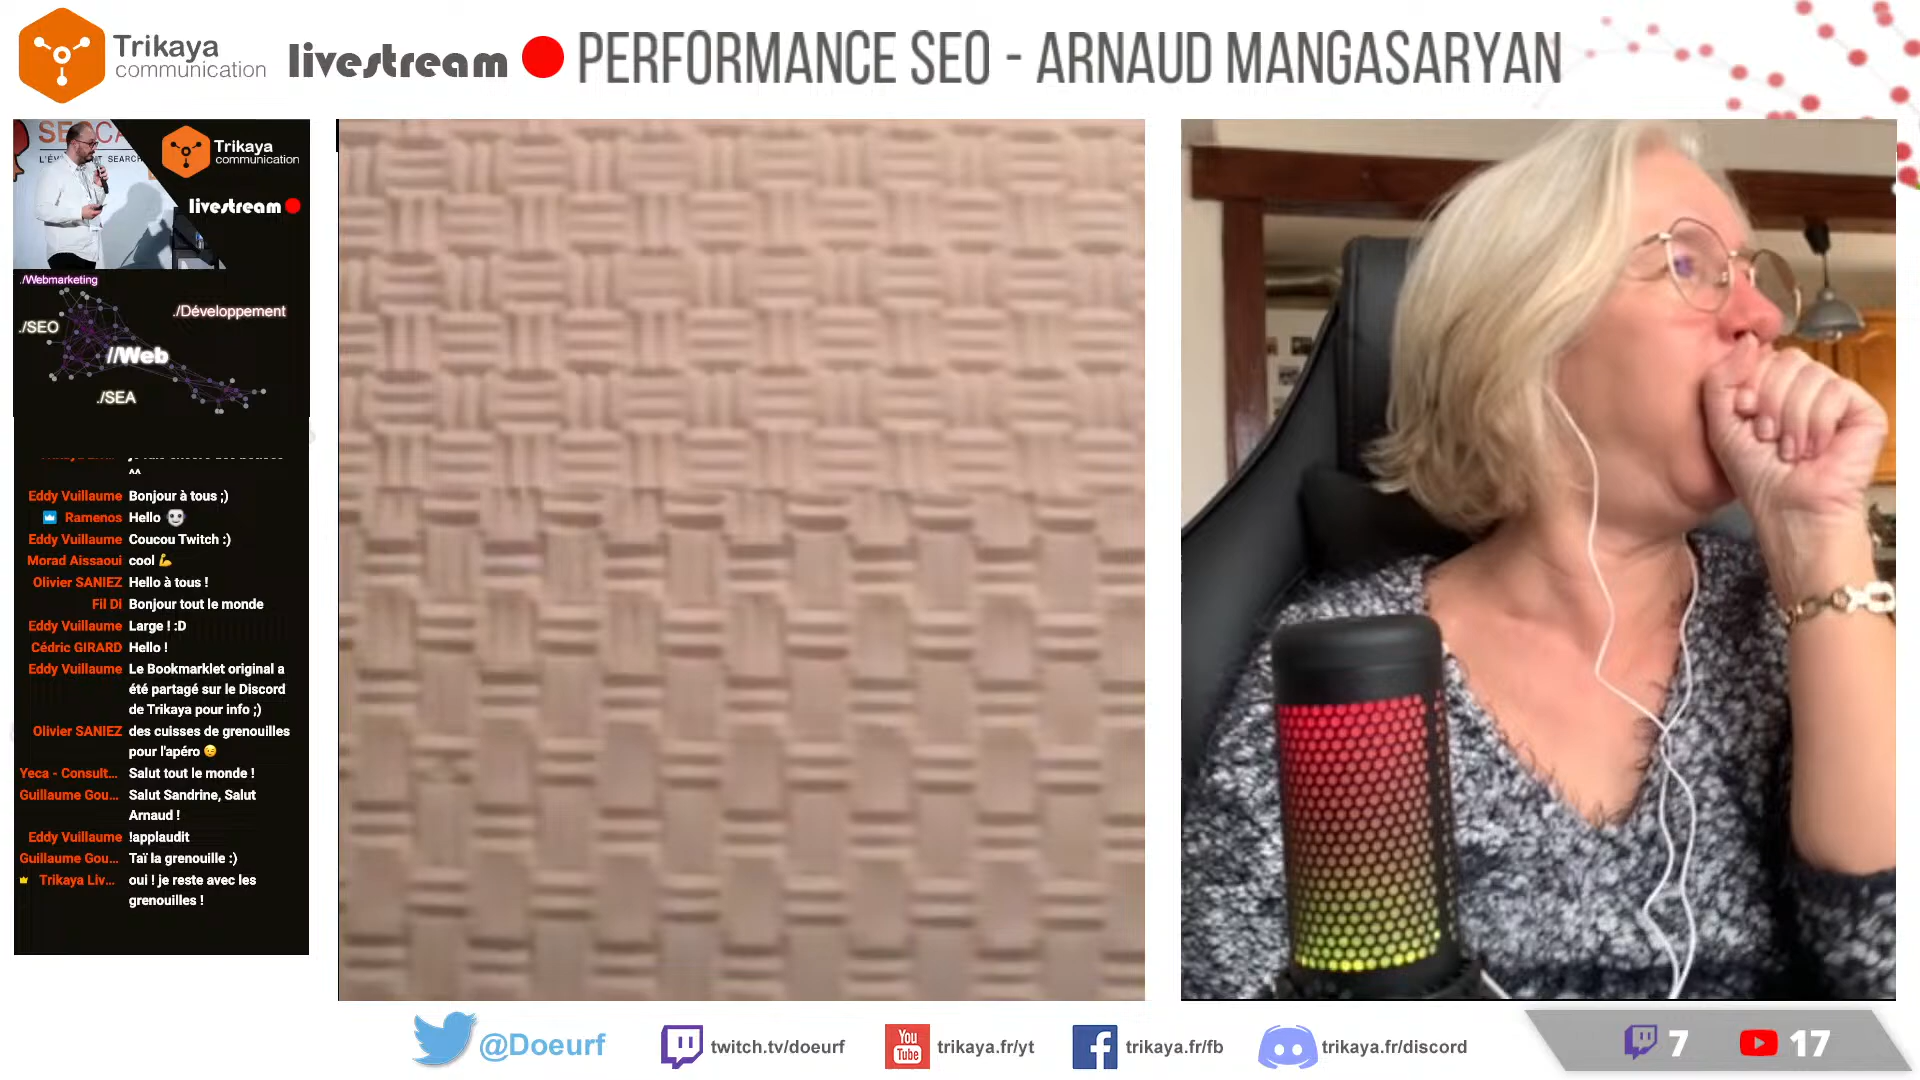 Trikaya
communication
livestream
PERFORMANCE SEO - ARNAUD MANGASARYAN
Trikaya
communication
livestream
./Webmarketing
./Développement
./SEO
//Web
./SEA
^^
Eddy Vuillaume Bonjour à tous ;)
Ramenos Hello
Eddy Vuillaume Coucou Twitch :)
Morad Aissaoui cool 💪
Olivier SANIEZ Hello à tous !
Fil Di Bonjour tout le monde
Eddy Vuillaume Large ! :D
Cédric GIRARD Hello !
Eddy Vuillaume Le Bookmarklet original a
été partagé sur le Discord
de Trikaya pour info ;)
Olivier SANIEZ des cuisses de grenouilles
pour l'apéro 😉
Yeca - Consult... Salut tout le monde !
Guillaume Gou... Salut Sandrine, Salut
Arnaud !
Eddy Vuillaume !applaudit
Guillaume Gou... Taï la grenouille :)
Trikaya Liv... oui ! je reste avec les
grenouilles !
@Doeurf
twitch.tv/doeurf
You
Tube
trikaya.fr/yt
trikaya.fr/fb
trikaya.fr/discord
7
17